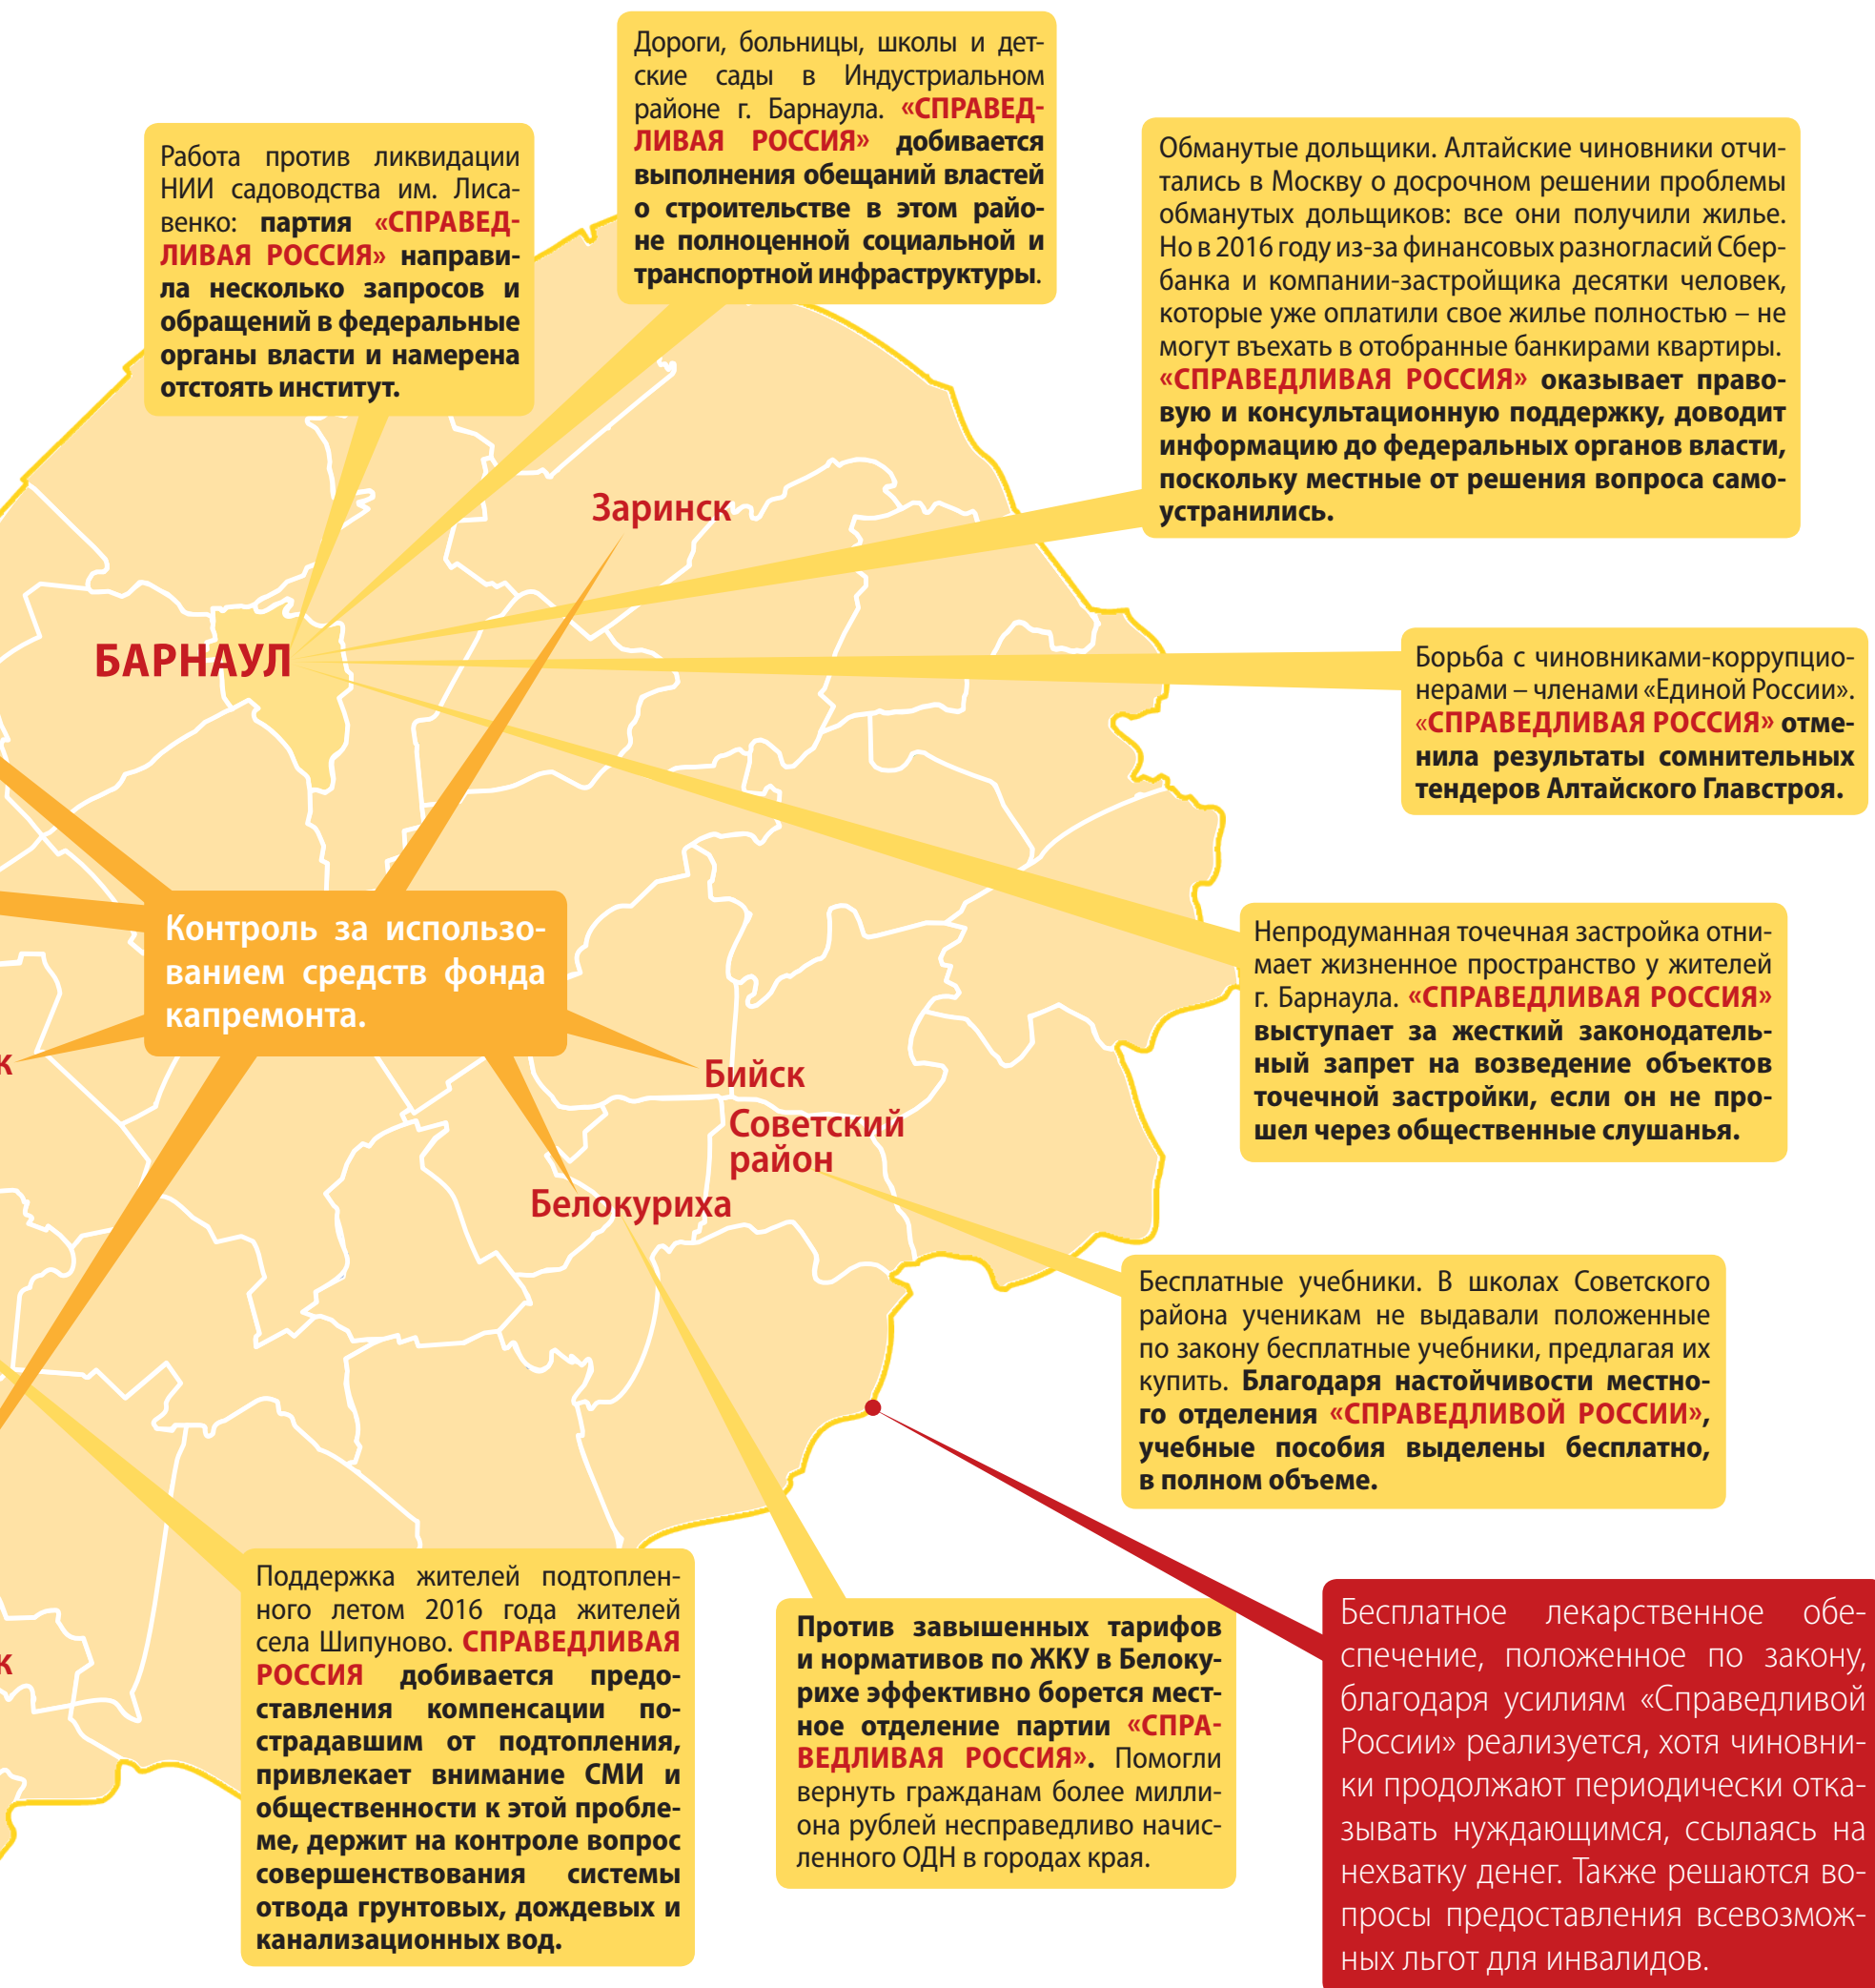 Дороги, больницы, школы и дет-
ские сады в Индустриальном
районе г. Барнаула. «СПРАВЕД-
ЛИВАЯ РОССИЯ» добивается
выполнения обещаний властей
о строительстве в этом райо-
не полноценной социальной и
транспортной инфраструктуры.
Работа против ликвидации
НИИ садоводства им. Лиса-
венко: партия «СПРАВЕД-
ЛИВАЯ РОССИЯ» направи-
ла несколько запросов и
обращений в федеральные
органы власти и намерена
отстоять институт.
Обманутые дольщики. Алтайские чиновники отчи-
тались в Москву о досрочном решении проблемы
обманутых дольщиков: все они получили жилье.
Но в 2016 году из-за финансовых разногласий Сбер-
банка и компании-застройщика десятки человек,
которые уже оплатили свое жилье полностью – не
могут въехать в отобранные банкирами квартиры.
«СПРАВЕДЛИВАЯ РОССИЯ» оказывает право-
вую и консультационную поддержку, доводит
информацию до федеральных органов власти,
поскольку местные от решения вопроса само-
устранились.
Заринск
БАРНАУЛ
Борьба с чиновниками-коррупцио-
нерами – членами «Единой России».
«СПРАВЕДЛИВАЯ РОССИЯ» отме-
нила результаты сомнительных
тендеров Алтайского Главстроя.
Контроль за использо-
ванием средств фонда
капремонта.
Непродуманная точечная застройка отни-
мает жизненное пространство у жителей
г. Барнаула. «СПРАВЕДЛИВАЯ РОССИЯ»
выступает за жесткий законодатель-
ный запрет на возведение объектов
точечной застройки, если он не про-
шел через общественные слушанья.
к
Бийск
Советский
район
Белокуриха
Бесплатные учебники. В школах Советского
района ученикам не выдавали положенные
по закону бесплатные учебники, предлагая их
купить. Благодаря настойчивости местно-
го отделения «СПРАВЕДЛИВОЙ РОССИИ»,
учебные пособия выделены бесплатно,
в полном объеме.
к
Поддержка жителей подтоплен-
ного летом 2016 года жителей
села Шипуново. СПРАВЕДЛИВАЯ
РОССИЯ добивается предо-
ставления компенсации по-
страдавшим от подтопления,
привлекает внимание СМИ и
общественности к этой пробле-
ме, держит на контроле вопрос
совершенствования системы
отвода грунтовых, дождевых и
канализационных вод.
Против завышенных тарифов
и нормативов по ЖКУ в Белоку-
рихе эффективно борется мест-
ное отделение партии «СПРА-
ВЕДЛИВАЯ РОССИЯ». Помогли
вернуть гражданам более милли-
она рублей несправедливо начис-
ленного ОДН в городах края.
Бесплатное лекарственное обе-
спечение, положенное по закону,
благодаря усилиям «Справедливой
России» реализуется, хотя чиновни-
ки продолжают периодически отка-
зывать нуждающимся, ссылаясь на
нехватку денег. Также решаются во-
просы предоставления всевозмож-
ных льгот для инвалидов.